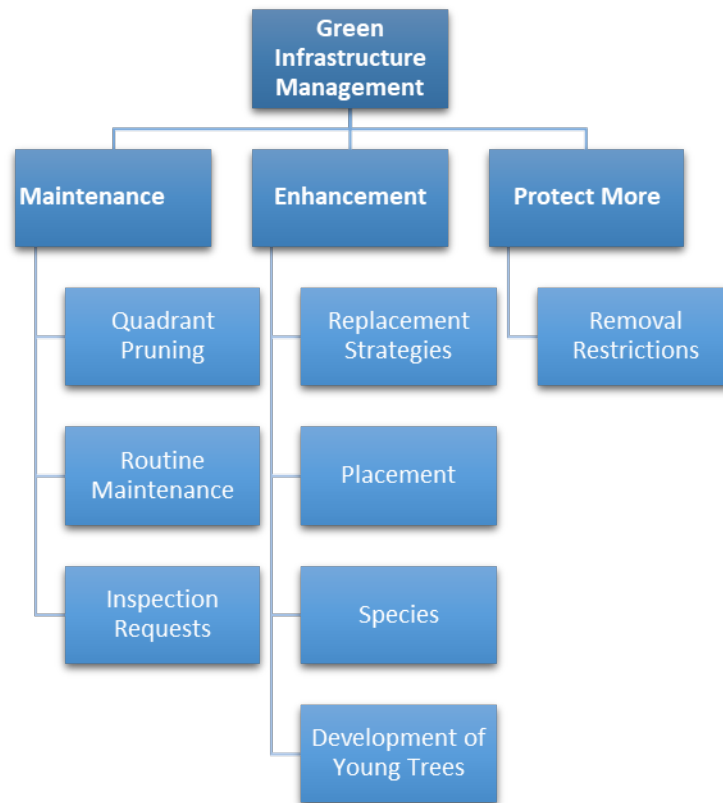 Green
Infrastructure
Management
Maintenance
Enhancement
Protect More
Quadrant
Pruning
Routine
Maintenance
Inspection
Requests
Replacement
Strategies
Placement
Species
Development of
Young Trees
Removal
Restrictions